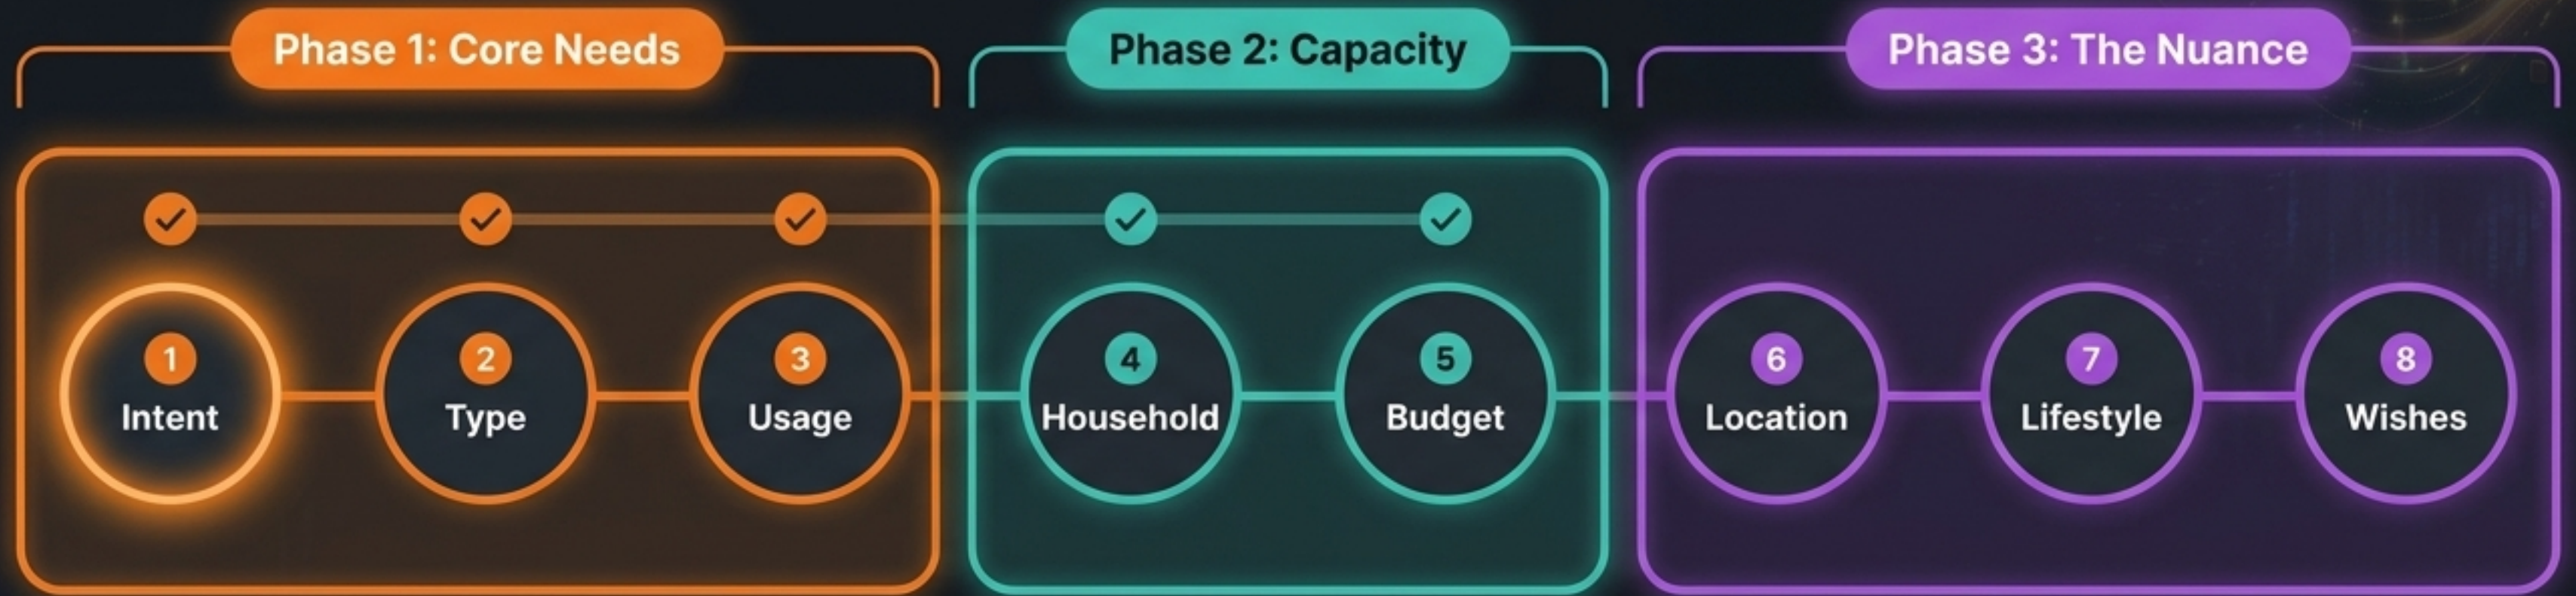 Phase 1: Core Needs
Phase 2: Capacity
Phase 3: The Nuance
1
Intent
2
Type
3
Usage
4
Household
5
Budget
6
Location
7
Lifestyle
8
Wishes